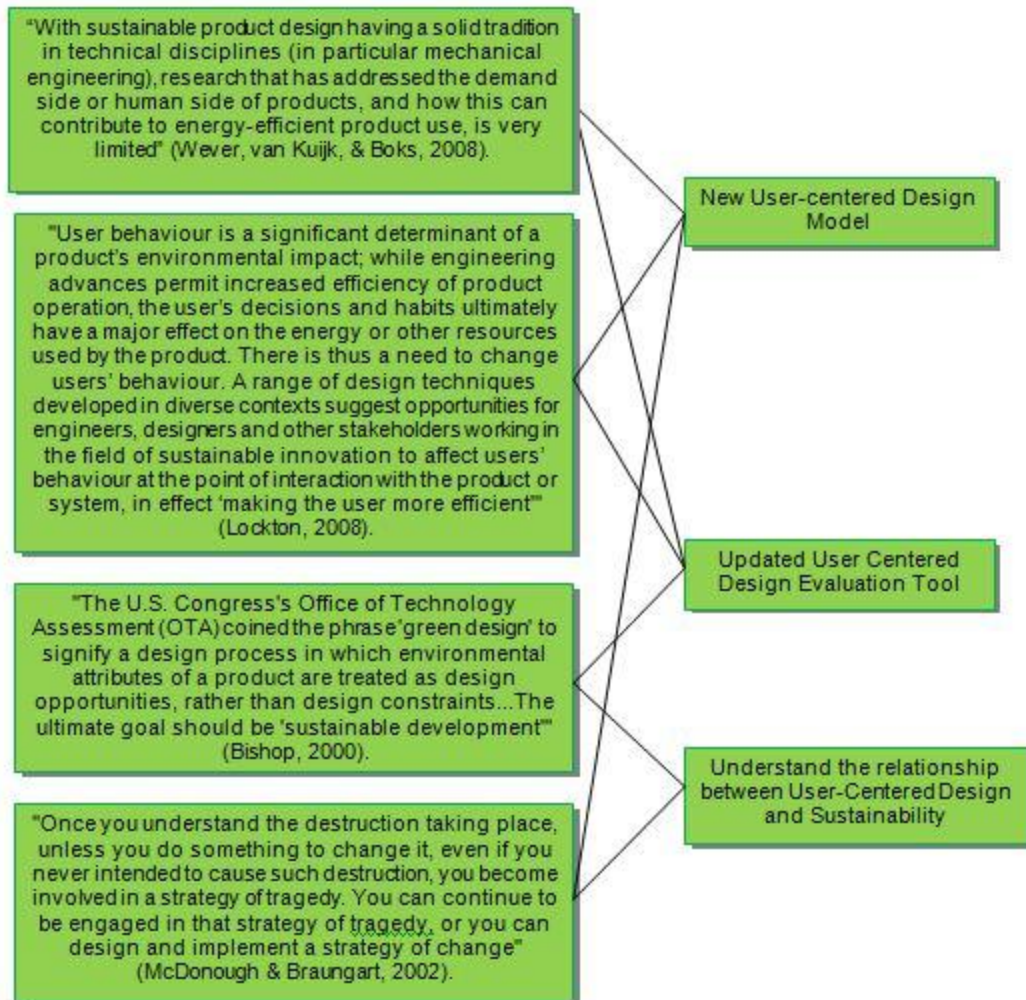 "With sustainable product design having a solid tradition
in technical disciplines (in particular mechanical
engineering), research that has addressed the demand
side or human side of products, and how this can
contribute to energy-efficient product use, is very
limited" (Wever, van Kuijk, & Boks, 2008).
"User behaviour is a significant determinant of a
product's environmental impact; while engineering
advances permit increased efficiency of product
operation, the user's decisions and habits ultimately
have a major effect on the energy or other resources
used by the product. There is thus a need to change
users' behaviour. A range of design techniques
developed in diverse contexts suggest opportunities for
engineers, designers and other stakeholders working in
the field of sustainable innovation to affect users'
behaviour at the point of interaction with the product or
system, in effect 'making the user more efficient'"
(Lockton, 2008).
"The U.S. Congress's Office of Technology
Assessment (OTA) coined the phrase 'green design' to
signify a design process in which environmental
attributes of a product are treated as design
opportunities, rather than design constraints...The
ultimate goal should be 'sustainable development'"
(Bishop, 2000).
"Once you understand the destruction taking place,
unless you do something to change it, even if you
never intended to cause such destruction, you become
involved in a strategy of tragedy. You can continue to
be engaged in that strategy of tragedy, or you can
design and implement a strategy of change"
(McDonough & Braungart, 2002).
New User-centered Design
Model
Updated User Centered
Design Evaluation Tool
Understand the relationship
between User-Centered Design
and Sustainability